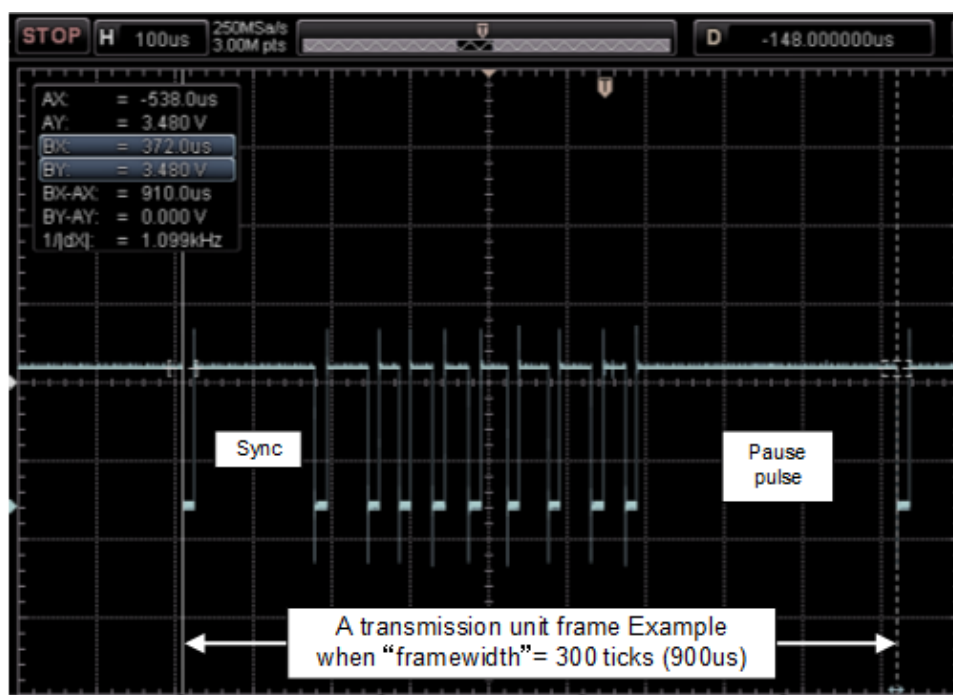 STOP H 100us 250MSa/s D -148.000000us
3.00M pts
T
T
AX: = -538.0us
AY: = 3.480 V
BX: = 372.0us
BY: = 3.480 V
BX-AX: = 910.0us
BY-AY: = 0.000 V
1/|dX|: = 1.099kHz
Sync
Pause
pulse
A transmission unit frame Example
when “framewidth”= 300 ticks (900us)